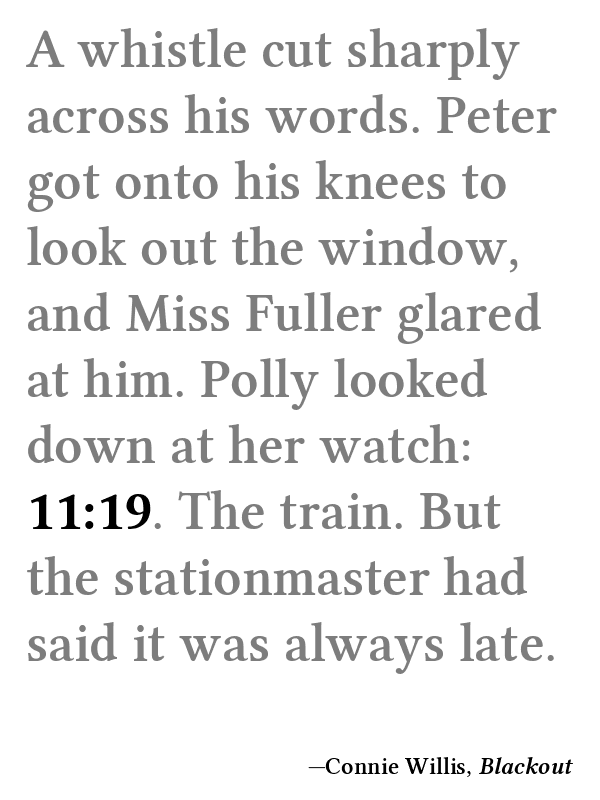 A whistle cut sharply
across his words. Peter
got onto his knees to
look out the window,
and Miss Fuller glared
at him. Polly looked
down at her watch:
11:19. The train. But
the stationmaster had
said it was always late.
—Connie Willis, Blackout